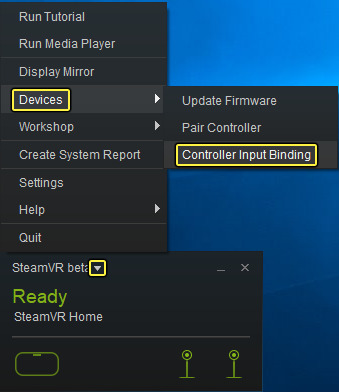 Run Tutorial
Run Media Player
Display Mirror
Devices
Workshop
Create System Report
Settings
Help
Quit
Update Firmware
Pair Controller
Controller Input Binding
SteamVR beta
Ready
SteamVR Home